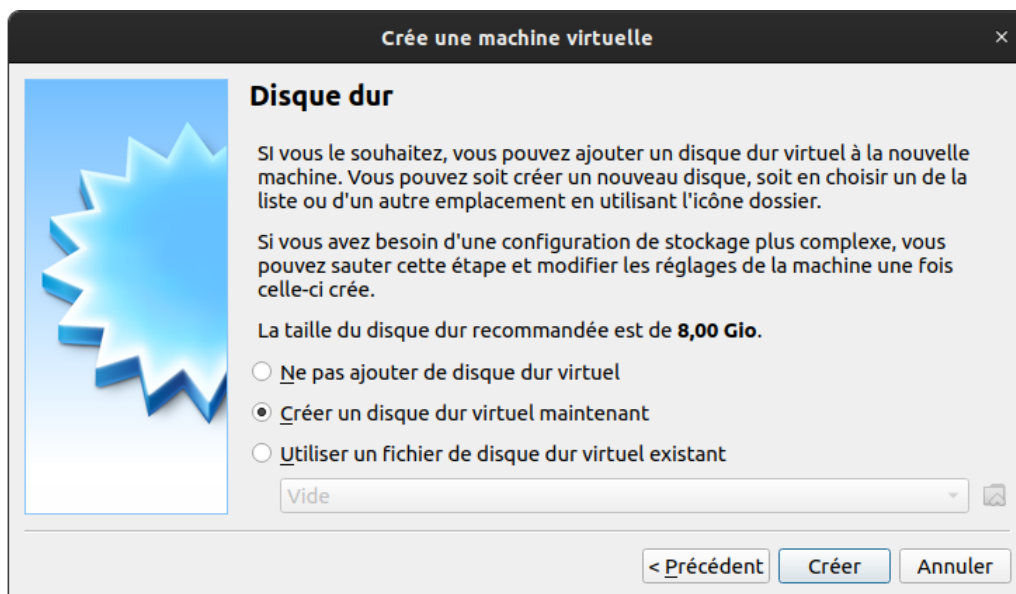 Crée une machine virtuelle
×
Disque dur
SI vous le souhaitez, vous pouvez ajouter un disque dur virtuel à la nouvelle
machine. Vous pouvez soit créer un nouveau disque, soit en choisir un de la
liste ou d'un autre emplacement en utilisant l'icône dossier.
Si vous avez besoin d'une configuration de stockage plus complexe, vous
pouvez sauter cette étape et modifier les réglages de la machine une fois
celle-ci crée.
La taille du disque dur recommandée est de 8,00 Gio.
Ne pas ajouter de disque dur virtuel
Créer un disque dur virtuel maintenant
Utiliser un fichier de disque dur virtuel existant
Vide
< Précédent Créer Annuler